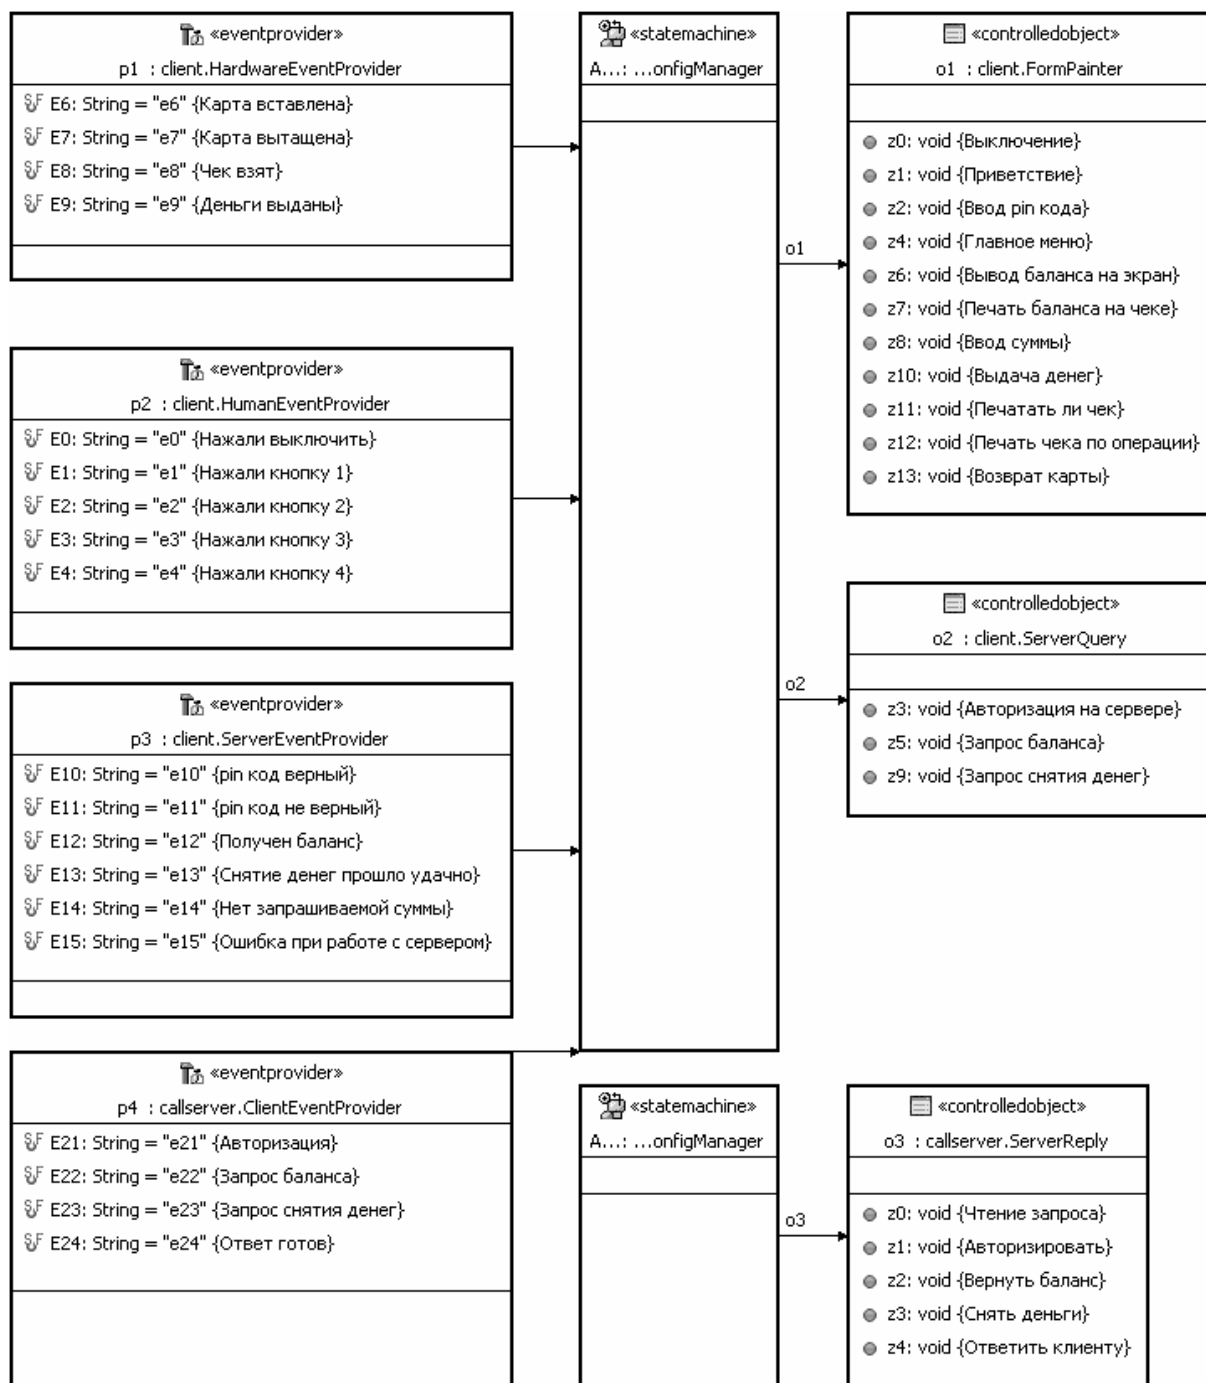 «eventprovider»
p1 : client.HardwareEventProvider
E6: String = "e6" {Карта вставлена}
E7: String = "e7" {Карта вытащена}
E8: String = "e8" {Чек взят}
E9: String = "e9" {Деньги выданы}
«eventprovider»
p2 : client.HumanEventProvider
E0: String = "e0" {Нажали выключить}
E1: String = "e1" {Нажали кнопку 1}
E2: String = "e2" {Нажали кнопку 2}
E3: String = "e3" {Нажали кнопку 3}
E4: String = "e4" {Нажали кнопку 4}
«eventprovider»
p3 : client.ServerEventProvider
E10: String = "e10" {pin код верный}
E11: String = "e11" {pin код не верный}
E12: String = "e12" {Получен баланс}
E13: String = "e13" {Снятие денег прошло удачно}
E14: String = "e14" {Нет запрашиваемой суммы}
E15: String = "e15" {Ошибка при работе с сервером}
«eventprovider»
p4 : callserver.ClientEventProvider
E21: String = "e21" {Авторизация}
E22: String = "e22" {Запрос баланса}
E23: String = "e23" {Запрос снятия денег}
E24: String = "e24" {Ответ готов}
«statemachine»
A...: ...onfigManager
o1
o2
«statemachine»
A...: ...onfigManager
o3
«controlledobject»
o1 : client.FormPainter
z0: void {Выключение}
z1: void {Приветствие}
z2: void {Ввод pin кода}
z4: void {Главное меню}
z6: void {Вывод баланса на экран}
z7: void {Печать баланса на чеке}
z8: void {Ввод суммы}
z10: void {Выдача денег}
z11: void {Печатать ли чек}
z12: void {Печать чека по операции}
z13: void {Возврат карты}
«controlledobject»
o2 : client.ServerQuery
z3: void {Авторизация на сервере}
z5: void {Запрос баланса}
z9: void {Запрос снятия денег}
«controlledobject»
o3 : callserver.ServerReply
z0: void {Чтение запроса}
z1: void {Авторизировать}
z2: void {Вернуть баланс}
z3: void {Снять деньги}
z4: void {Ответить клиенту}